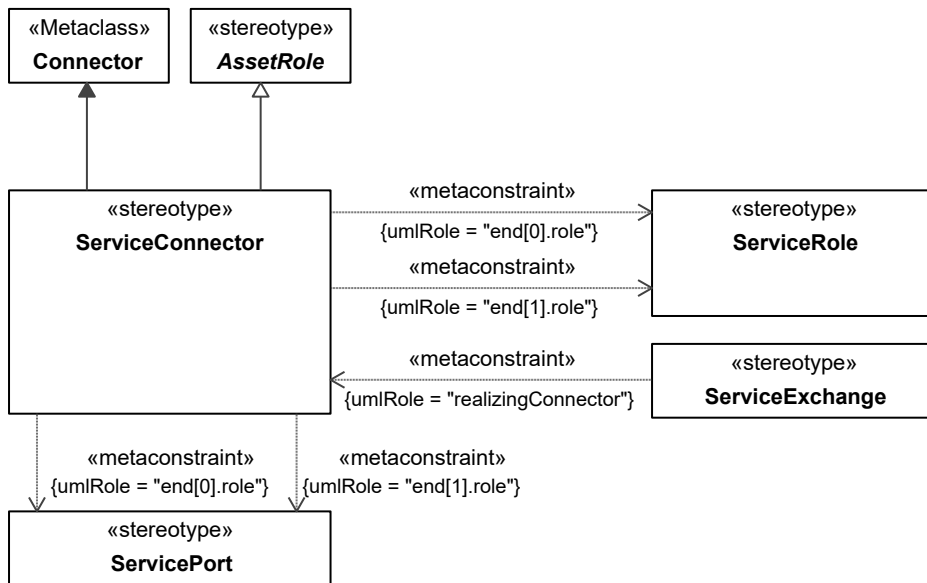 «Metaclass»
Connector
«stereotype»
AssetRole
«stereotype»
ServiceConnector
«metaconstraint»
{umlRole = "end[0].role"}
«metaconstraint»
{umlRole = "end[1].role"}
«stereotype»
ServiceRole
«metaconstraint»
{umlRole = "realizingConnector"}
«stereotype»
ServiceExchange
«metaconstraint»
{umlRole = "end[0].role"}
«metaconstraint»
{umlRole = "end[1].role"}
«stereotype»
ServicePort